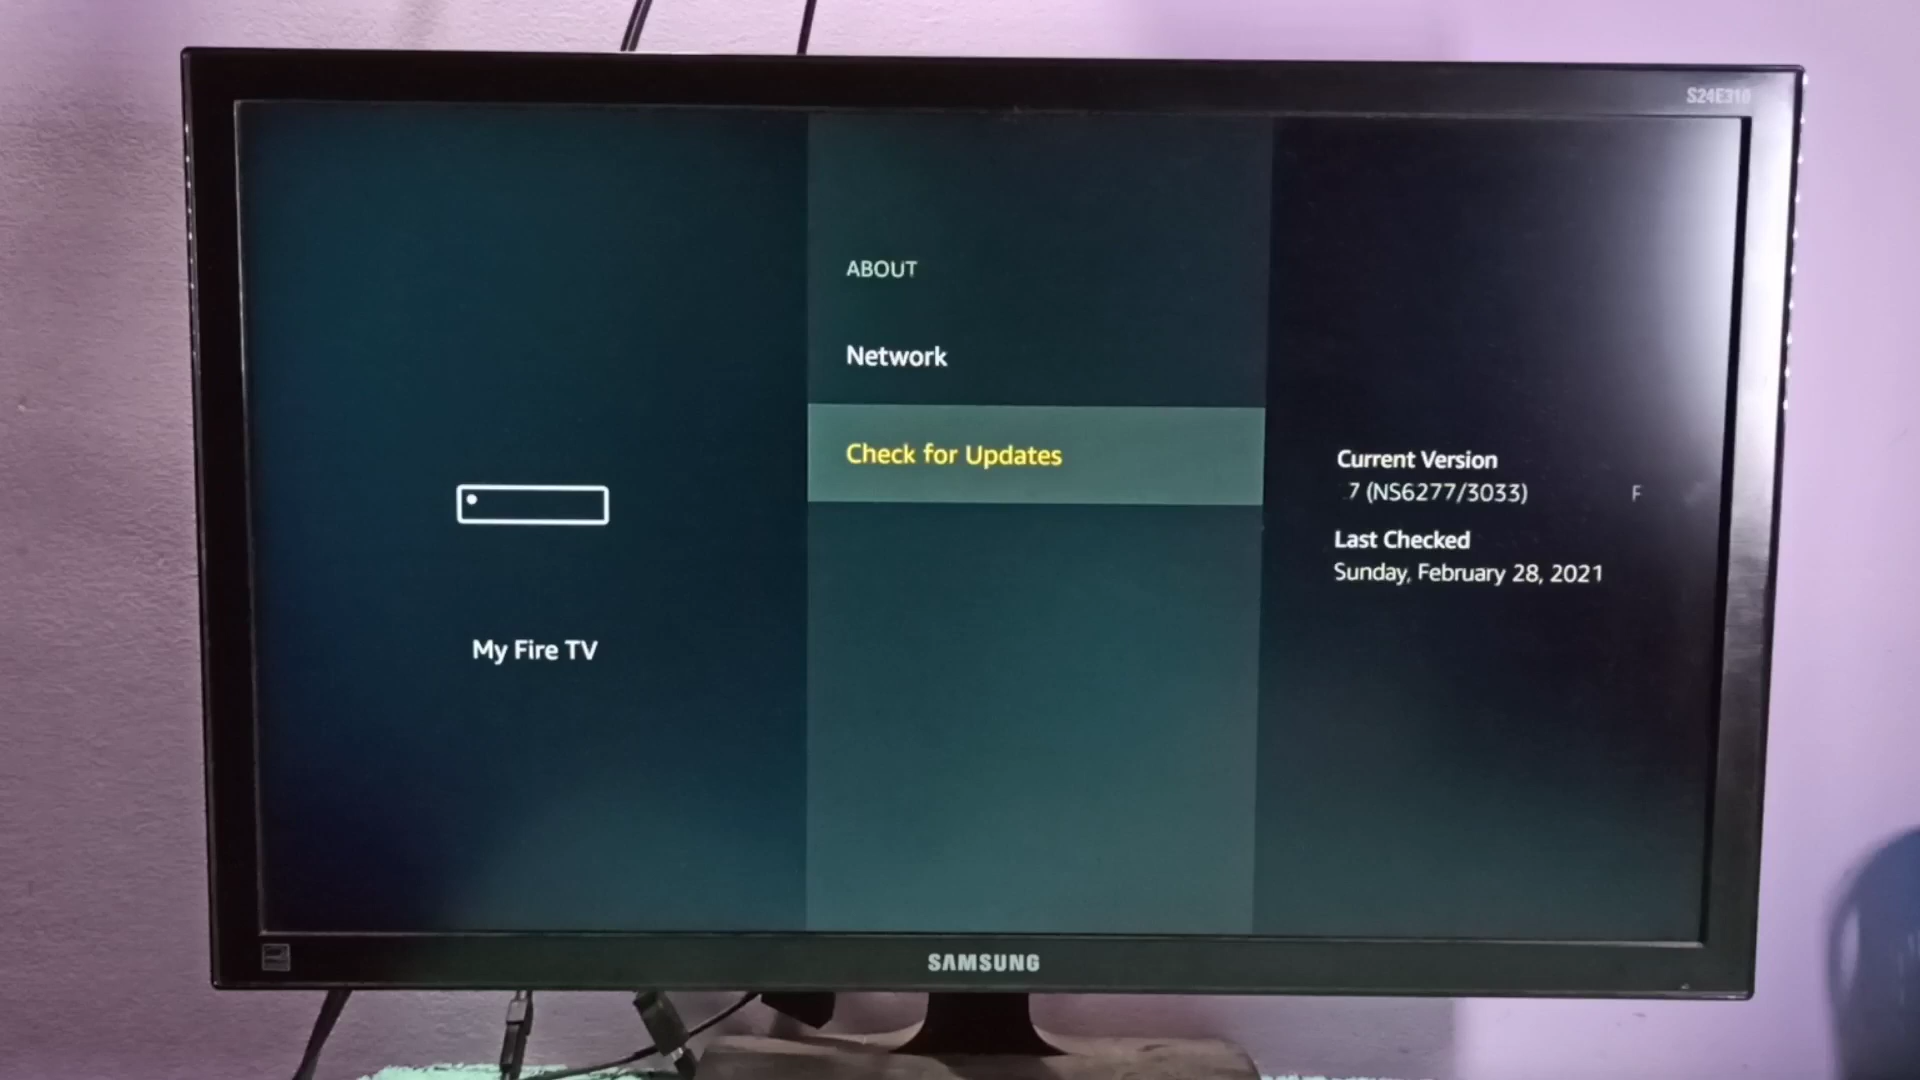 S24E310
ABOUT
Network
Check for Updates
Current Version
7 (NS6277/3033) F
Last Checked
Sunday, February 28, 2021
My Fire TV
SAMSUNG